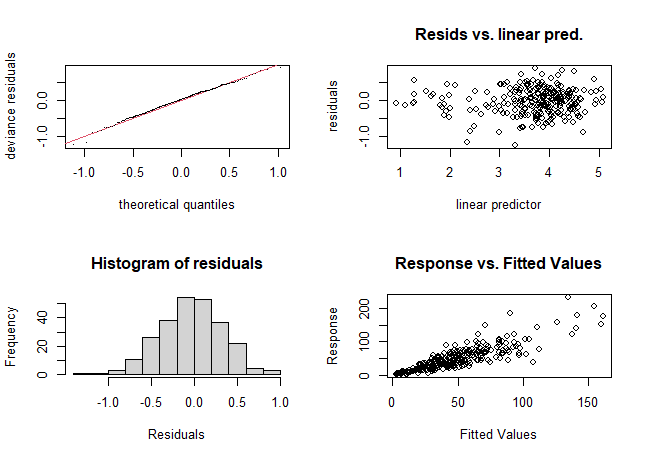 deviance residuals
-1.0
0.0
-1.0 -0.5 0.0 0.5 1.0
theoretical quantiles
Resids vs. linear pred.
residuals
-1.0
0.0
1 2 3 4 5
linear predictor
Histogram of residuals
Frequency
0
20
40
-1.0 -0.5 0.0 0.5 1.0
Residuals
Response vs. Fitted Values
Response
0
100
200
0 50 100 150
Fitted Values